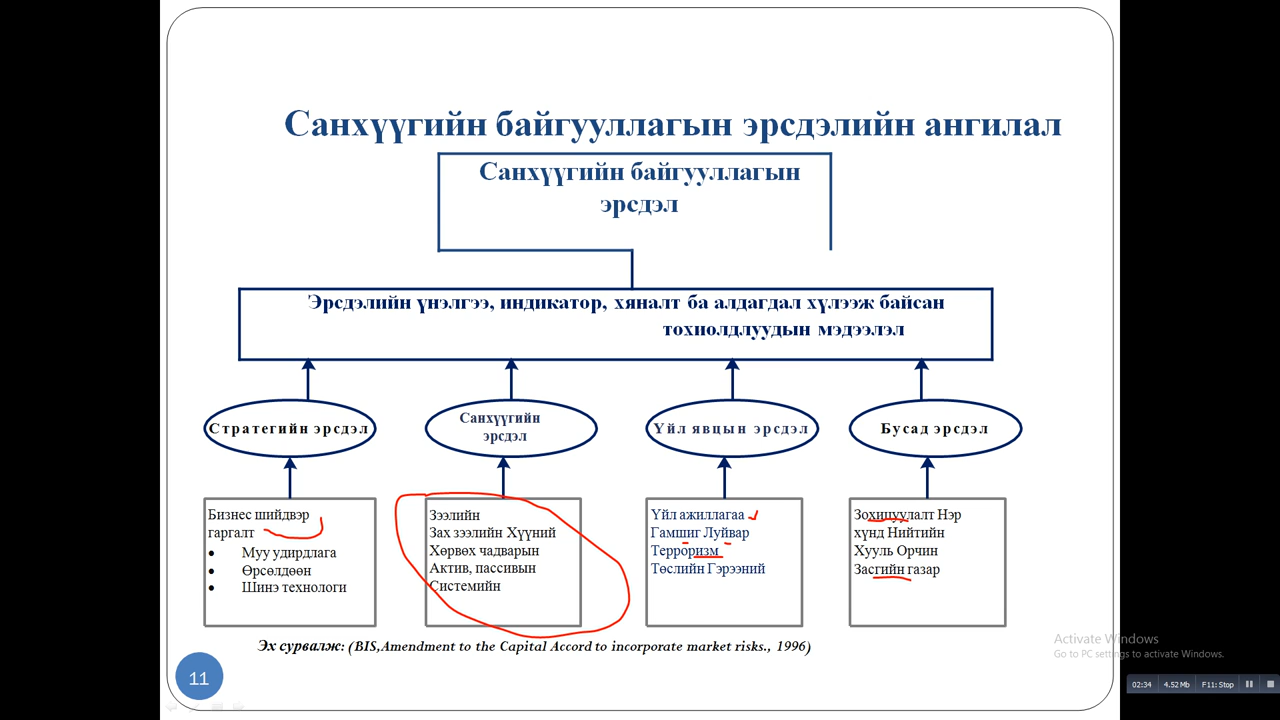 Санхүүгийн байгууллагын эрсдэлийн ангилал
Санхүүгийн байгууллагын
эрсдэл
Эрсдэлийн үнэлгээ, индикатор, хяналт ба алдагдал хүлээж байсан
тохиолдлуудын мэдээлэл
Стратегийн эрсдэл
Санхүүгийн
эрсдэл
Үйл явцын эрсдэл
Бусад эрсдэл
Бизнес шийдвэр
гаргалт
• Муу удирдлага
• Өрсөлдөөн
• Шинэ технологи
Зээлийн
Зах зээлийн Хүүний
Хөрвөх чадварын
Актив, пассивын
Системийн
Үйл ажиллагаа
Гамшиг Луйвар
Терроризм
Төслийн Гэрээний
Зохицуулалт Нэр
хүнд Нийтийн
Хууль Орчин
Засгийн газар
Эх сурвалж: (BIS,Amendment to the Capital Accord to incorporate market risks., 1996)
11
Activate Windows
Go to PC settings to activate Windows.
02:34 4.52 Mb F11: Stop